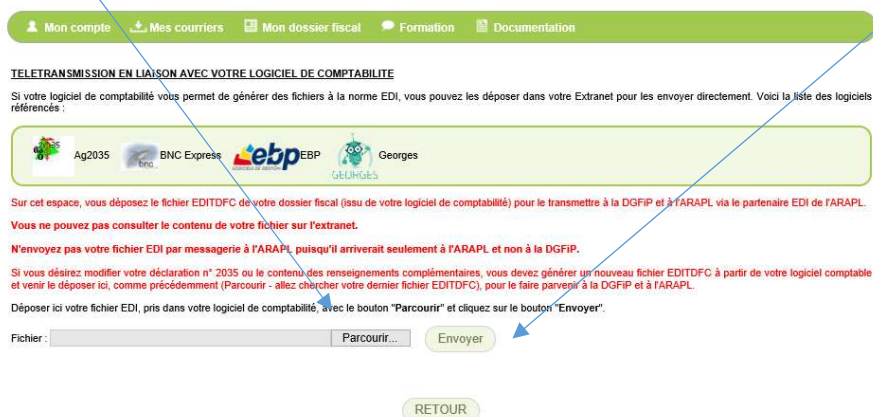 Mon compte Mes courriers Mon dossier fiscal Formation Documentation
TELETRANSMISSION EN LIAISON AVEC VOTRE LOGICIEL DE COMPTABILITE
Si votre logiciel de comptabilité vous permet de générer des fichiers à la norme EDI, vous pouvez les déposer dans votre Extranet pour les envoyer directement. Voici la liste des logiciels
référencés :
Ag2035 BNC Express ebp EBP Georges
GEORGES
Sur cet espace, vous déposez le fichier EDITDFC de votre dossier fiscal (issu de votre logiciel de comptabilité) pour le transmettre à la DGFiP et à l'ARAPL via le partenaire EDI de l'ARAPL.
Vous ne pouvez pas consulter le contenu de votre fichier sur l'extranet.
N'envoyez pas votre fichier EDI par messagerie à l'ARAPL puisqu'il arriverait seulement à l'ARAPL et non à la DGFiP.
Si vous désirez modifier votre déclaration n° 2035 ou le contenu des renseignements complémentaires, vous devez générer un nouveau fichier EDITDFC à partir de votre logiciel comptable
et venir le déposer ici, comme précédemment (Parcourir - allez chercher votre dernier fichier EDITDFC), pour le faire parvenir à la DGFiP et à l'ARAPL.
Déposer ici votre fichier EDI, pris dans votre logiciel de comptabilité, avec le bouton "Parcourir" et cliquez sur le bouton "Envoyer".
Fichier : Parcourir... Envoyer
RETOUR